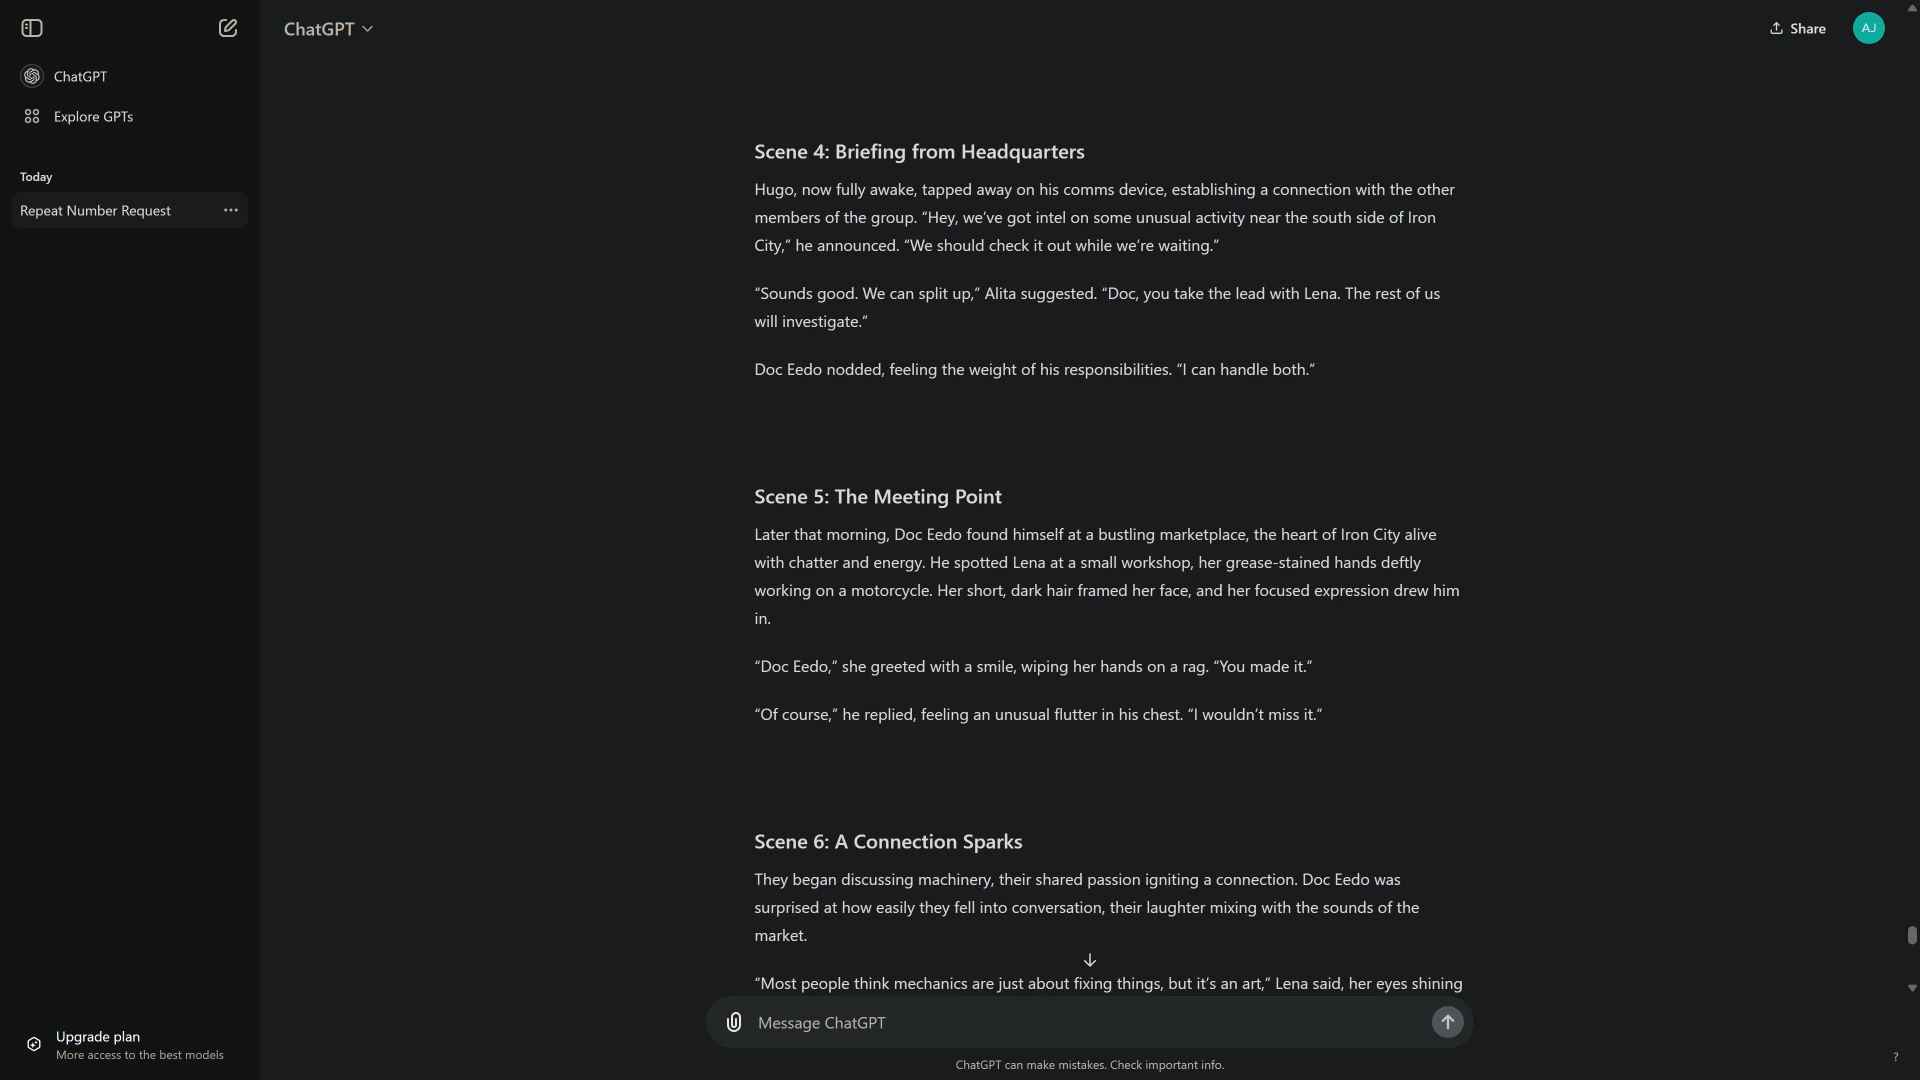 ChatGPT
Share
AJ
ChatGPT
Explore GPTs
Today
Repeat Number Request
Scene 4: Briefing from Headquarters
Hugo, now fully awake, tapped away on his comms device, establishing a connection with the other
members of the group. “Hey, we’ve got intel on some unusual activity near the south side of Iron
City,” he announced. “We should check it out while we’re waiting.”
“Sounds good. We can split up,” Alita suggested. “Doc, you take the lead with Lena. The rest of us
will investigate.”
Doc Eedo nodded, feeling the weight of his responsibilities. “I can handle both.”
Scene 5: The Meeting Point
Later that morning, Doc Eedo found himself at a bustling marketplace, the heart of Iron City alive
with chatter and energy. He spotted Lena at a small workshop, her grease-stained hands deftly
working on a motorcycle. Her short, dark hair framed her face, and her focused expression drew him
in.
“Doc Eedo,” she greeted with a smile, wiping her hands on a rag. “You made it.”
“Of course,” he replied, feeling an unusual flutter in his chest. “I wouldn’t miss it.”
Scene 6: A Connection Sparks
They began discussing machinery, their shared passion igniting a connection. Doc Eedo was
surprised at how easily they fell into conversation, their laughter mixing with the sounds of the
market.
“Most people think mechanics are just about fixing things, but it’s an art,” Lena said, her eyes shining
Message ChatGPT
Upgrade plan
More access to the best models
ChatGPT can make mistakes. Check important info.
?